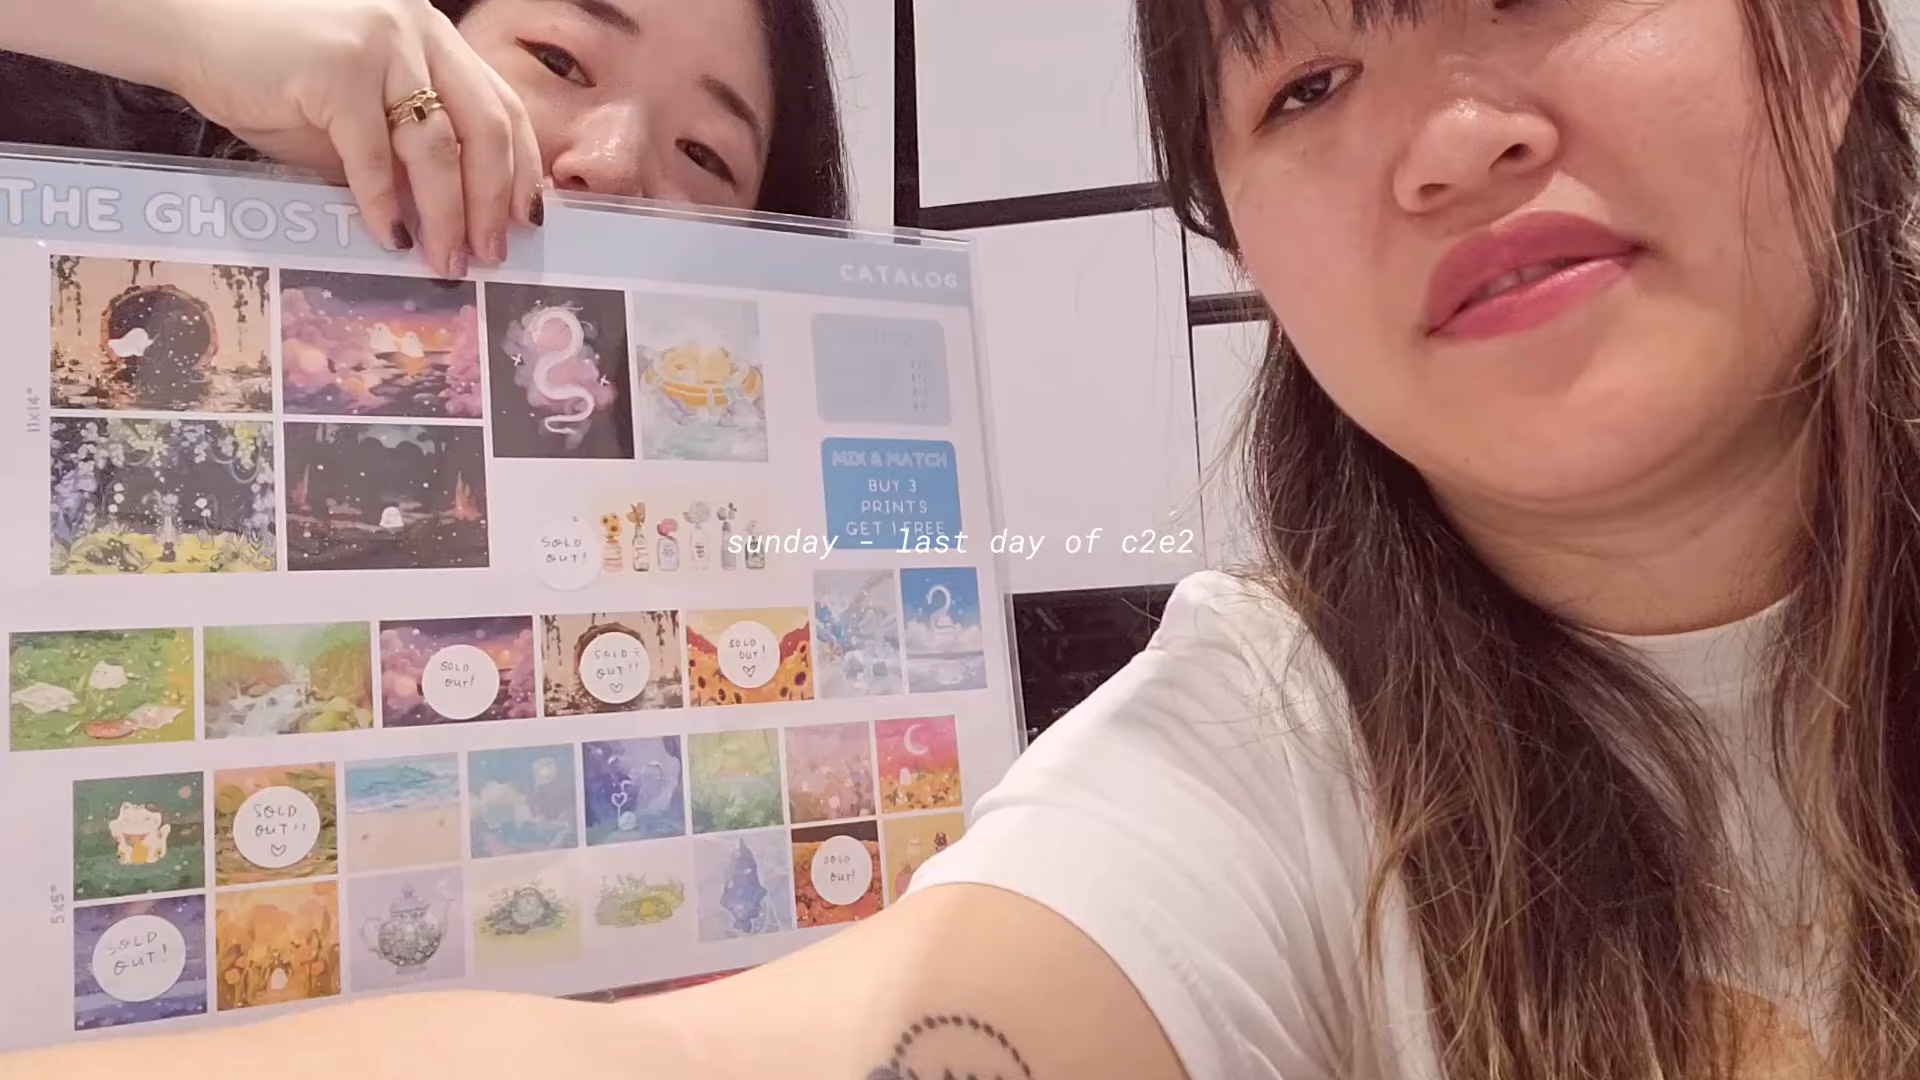 THE GHOST
CATALOG
11x14"
MIX & MATCH
BUY 3
PRINTS
GET 1 FREE
SOLD
OUT!
sunday - last day of c2e2
SOLD
OUT!
SOLD
OUT!!
SOLD
OUT!
SOLD
OUT!!
SOLD
OUT!
5x5"
SOLD
OUT!